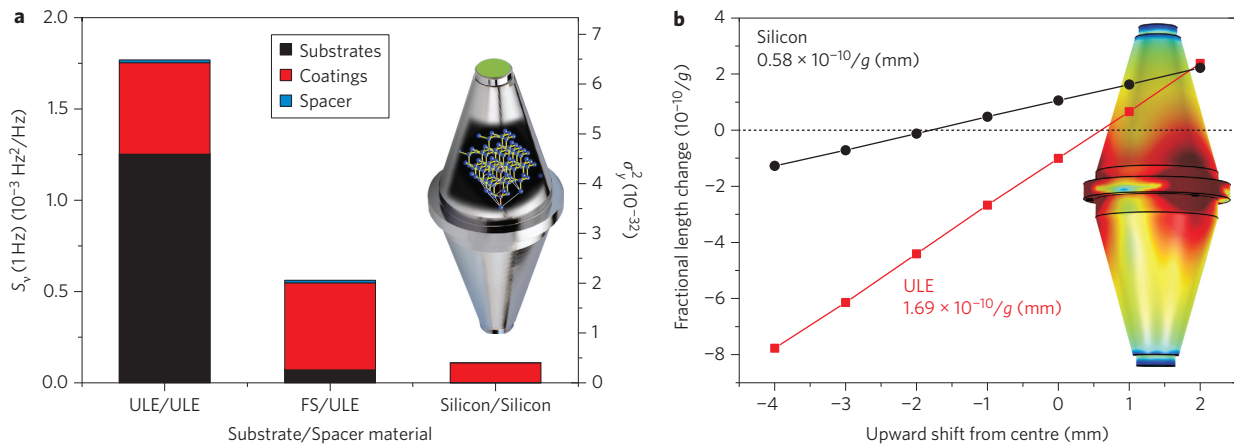 a
2.0
1.5
1.0
0.5
0.0
S_ν (1 Hz) (10⁻³ Hz²/Hz)
Substrates
Coatings
Spacer
7
6
5
4
3
2
1
0
σ_y² (10⁻³²)
ULE/ULE
FS/ULE
Silicon/Silicon
Substrate/Spacer material
b
4
2
0
−2
−4
−6
−8
Fractional length change (10⁻¹⁰/g)
Silicon
0.58 × 10⁻¹⁰/g (mm)
ULE
1.69 × 10⁻¹⁰/g (mm)
−4
−3
−2
−1
0
1
2
Upward shift from centre (mm)